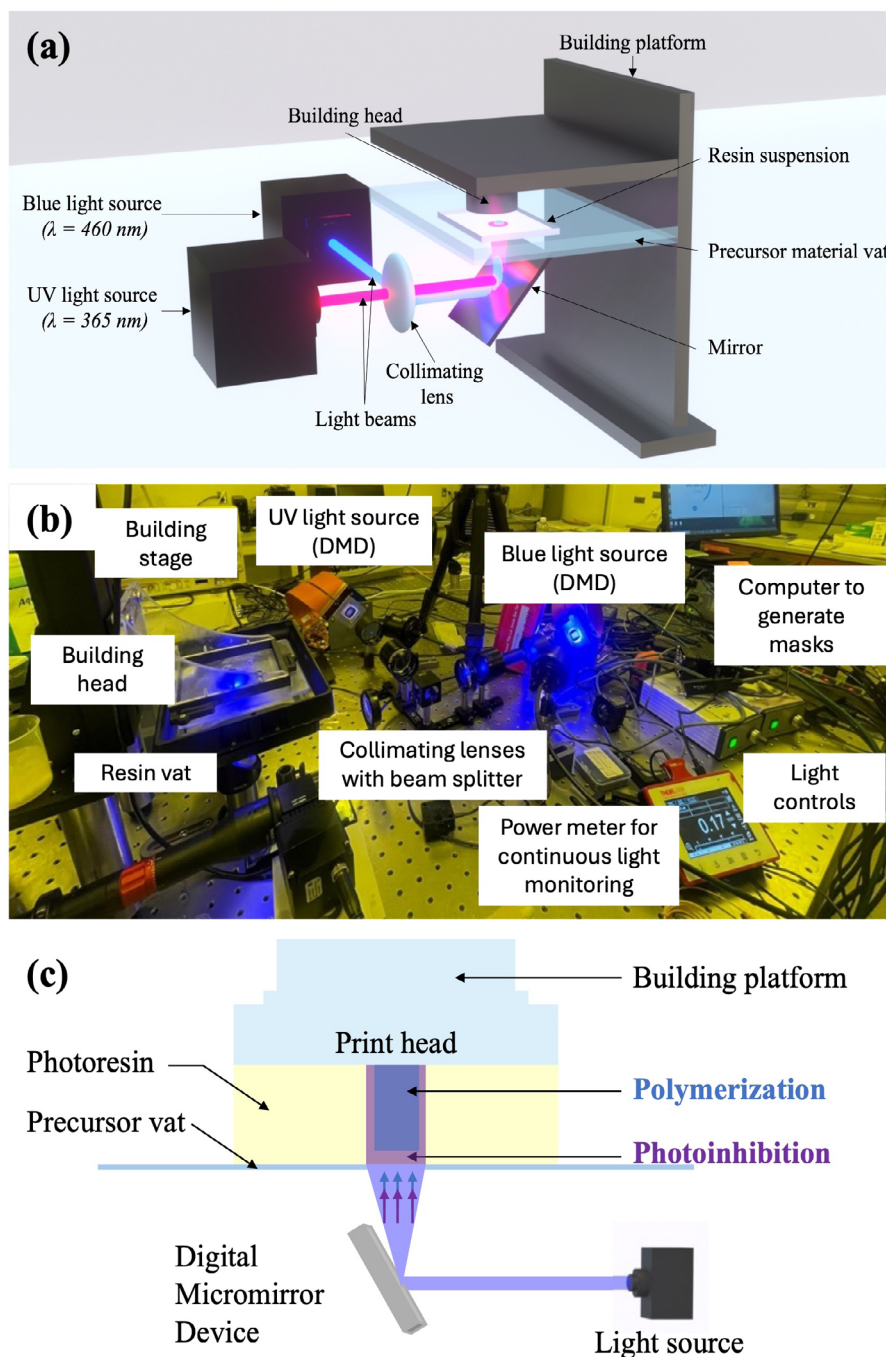 (a)
Building platform
Building head
Resin suspension
Blue light source
(λ = 460 nm)
Precursor material vat
UV light source
(λ = 365 nm)
Mirror
Collimating
lens
Light beams
(b)
Building
stage
UV light source
(DMD)
Blue light source
(DMD)
Computer to
generate
masks
Building
head
Resin vat
Collimating lenses
with beam splitter
Light
controls
Power meter for
continuous light
monitoring
0.17
(c)
Building platform
Print head
Photoresin
Polymerization
Precursor vat
Photoinhibition
Digital
Micromirror
Device
Light source